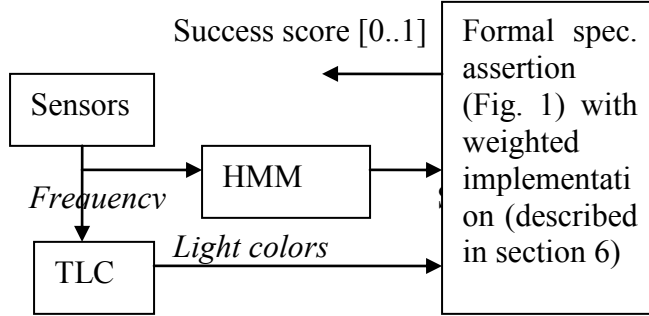 Success score [0..1]
Formal spec.
assertion
(Fig. 1) with
weighted
implementati
on (described
in section 6)
Sensors
HMM
Frequency
Light colors
TLC